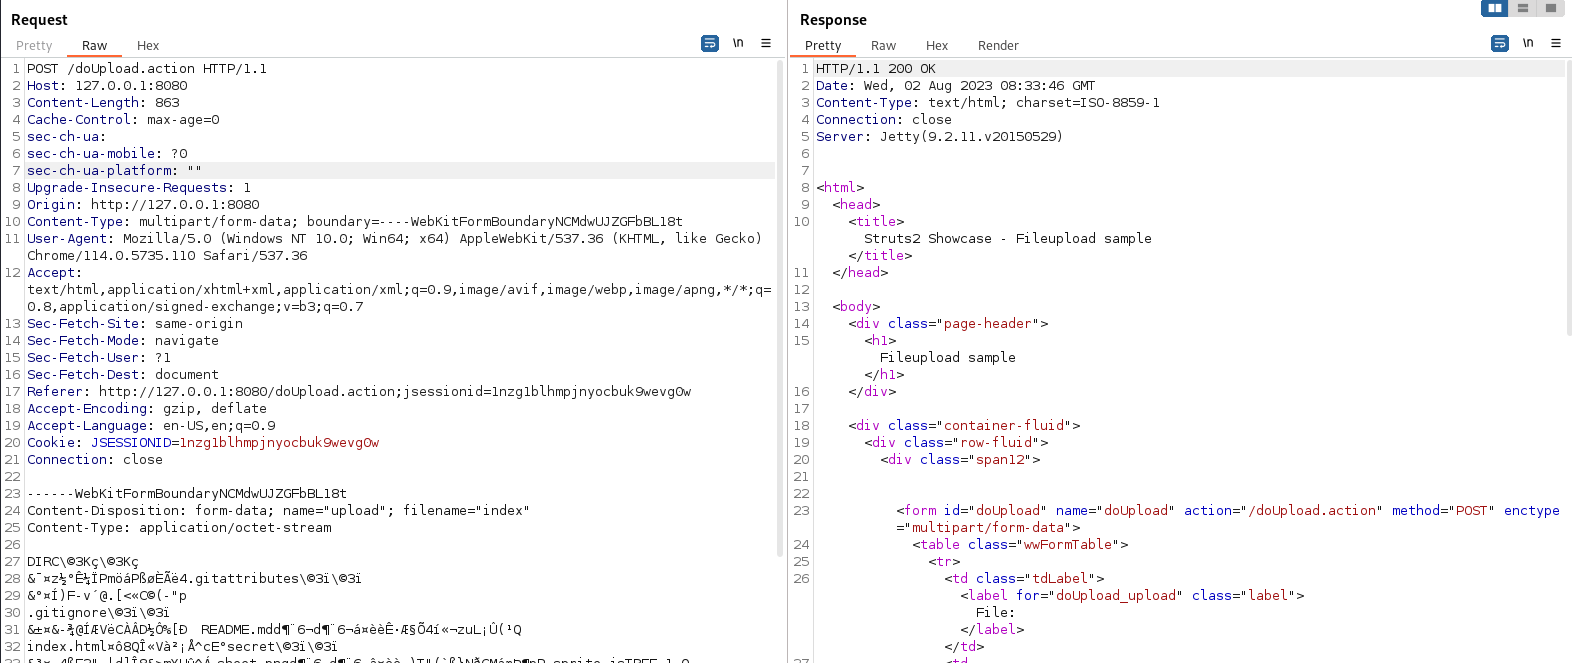 Request
Pretty Raw Hex
\n
1 POST /doUpload.action HTTP/1.1
2 Host: 127.0.0.1:8080
3 Content-Length: 863
4 Cache-Control: max-age=0
5 sec-ch-ua:
6 sec-ch-ua-mobile: ?0
7 sec-ch-ua-platform: ""
8 Upgrade-Insecure-Requests: 1
9 Origin: http://127.0.0.1:8080
10 Content-Type: multipart/form-data; boundary=----WebKitFormBoundaryNCMdwUJZGFbBL18t
11 User-Agent: Mozilla/5.0 (Windows NT 10.0; Win64; x64) AppleWebKit/537.36 (KHTML, like Gecko)
Chrome/114.0.5735.110 Safari/537.36
12 Accept:
text/html,application/xhtml+xml,application/xml;q=0.9,image/avif,image/webp,image/apng,*/*;q=
0.8,application/signed-exchange;v=b3;q=0.7
13 Sec-Fetch-Site: same-origin
14 Sec-Fetch-Mode: navigate
15 Sec-Fetch-User: ?1
16 Sec-Fetch-Dest: document
17 Referer: http://127.0.0.1:8080/doUpload.action;jsessionid=1nzg1blhmpjnyocbuk9wevg0w
18 Accept-Encoding: gzip, deflate
19 Accept-Language: en-US,en;q=0.9
20 Cookie: JSESSIONID=1nzg1blhmpjnyocbuk9wevg0w
21 Connection: close
22
23 ------WebKitFormBoundaryNCMdwUJZGFbBL18t
24 Content-Disposition: form-data; name="upload"; filename="index"
25 Content-Type: application/octet-stream
26
27 DIRC\©3Kç\©3Kç
28 &¯¤z½°Ê¼ÏPmöáPßøÈÃë4.gitattributes\©3ï\©3ï
29 &°¤Í)F-v´@.[<«C©(-"p
30 .gitignore\©3ï\©3ï
31 README.md
32 index.html secret\©3ï\©3ï
Response
Pretty Raw Hex Render
\n
1 HTTP/1.1 200 OK
2 Date: Wed, 02 Aug 2023 08:33:46 GMT
3 Content-Type: text/html; charset=ISO-8859-1
4 Connection: close
5 Server: Jetty(9.2.11.v20150529)
6
7
8 <html>
9 <head>
10 <title>
Struts2 Showcase - Fileupload sample
</title>
11 </head>
12
13 <body>
14 <div class="page-header">
15 <h1>
Fileupload sample
</h1>
16 </div>
17
18 <div class="container-fluid">
19 <div class="row-fluid">
20 <div class="span12">
21
22
23 <form id="doUpload" name="doUpload" action="/doUpload.action" method="POST" enctype
="multipart/form-data">
24 <table class="wwFormTable">
25 <tr>
26 <td class="tdLabel">
<label for="doUpload_upload" class="label">
File:
</label>
</td>
27 <td